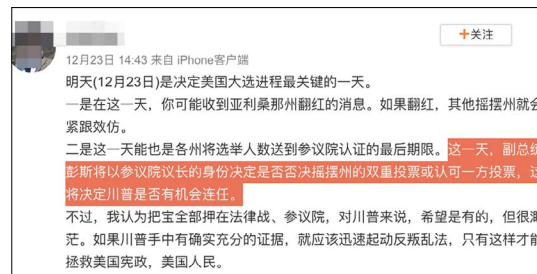 +关注
12月23日 14:43 来自 iPhone客户端
明天(12月23日)是决定美国大选进程最关键的一天。
一是在这一天，你可能收到亚利桑那州翻红的消息。如果翻红，其他摇摆州就会
紧跟效仿。
二是这一天能也是各州将选举人数送到参议院认证的最后期限。这一天，副总统
彭斯将以参议院议长的身份决定是否否决摇摆州的双重投票或认可一方投票，这
将决定川普是否有机会连任。
不过，我认为把宝全部押在法律战、参议院，对川普来说，希望是有的，但很渺
茫。如果川普手中有确实充分的证据，就应该迅速起动反叛乱法，只有这样才能
拯救美国宪政，美国人民。